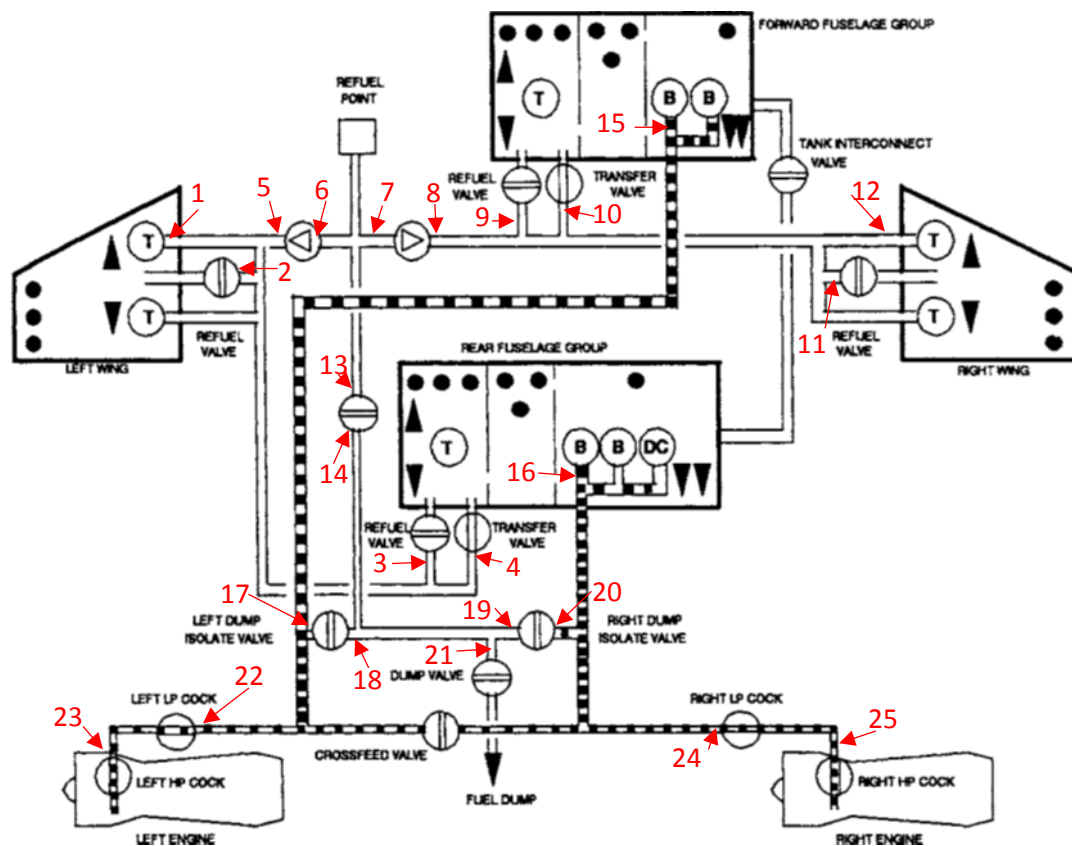 FORWARD FUSELAGE GROUP
REFUEL
POINT
T
B
B
15
TANK INTERCONNECT
VALVE
REFUEL
VALVE
TRANSFER
VALVE
1
5
6
7
8
9
10
12
T
T
2
11
T
T
REFUEL
VALVE
REFUEL
VALVE
LEFT WING
RIGHT WING
REAR FUSELAGE GROUP
13
14
T
B
B
DC
16
REFUEL
VALVE
TRANSFER
VALVE
3
4
17
18
19
20
LEFT DUMP
ISOLATE VALVE
RIGHT DUMP
ISOLATE VALVE
21
DUMP VALVE
LEFT LP COCK
22
23
RIGHT LP COCK
24
25
CROSSFEED VALVE
LEFT HP COCK
RIGHT HP COCK
FUEL DUMP
LEFT ENGINE
RIGHT ENGINE